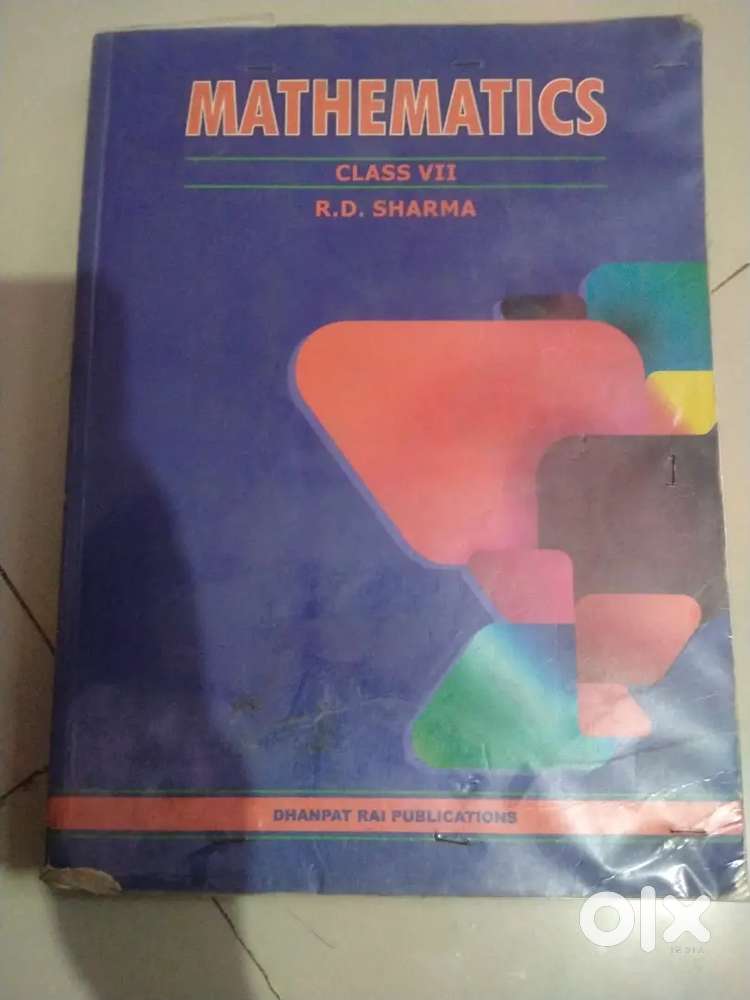 MATHEMATICS
CLASS VII
R.D. SHARMA
DHANPAT RAI PUBLICATIONS
olx